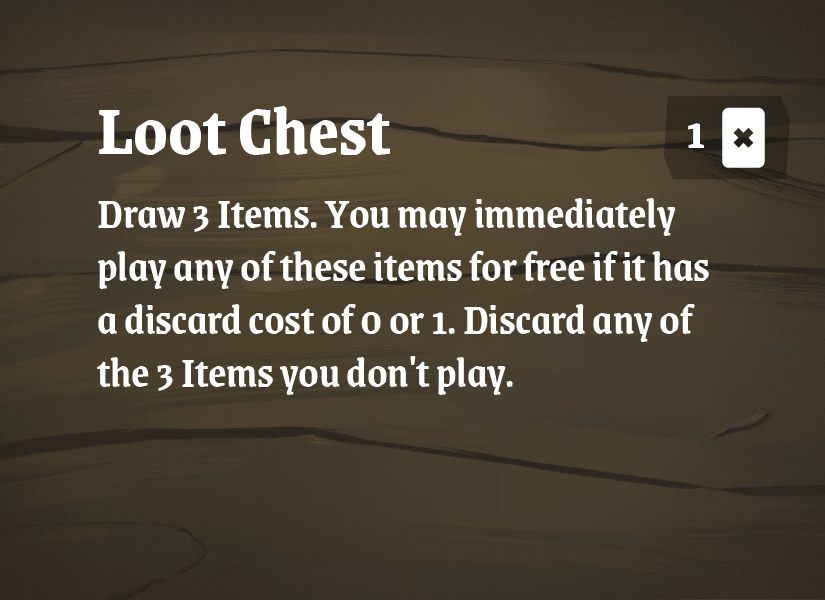 Loot Chest
1
Draw 3 Items. You may immediately
play any of these items for free if it has
a discard cost of 0 or 1. Discard any of
the 3 Items you don't play.